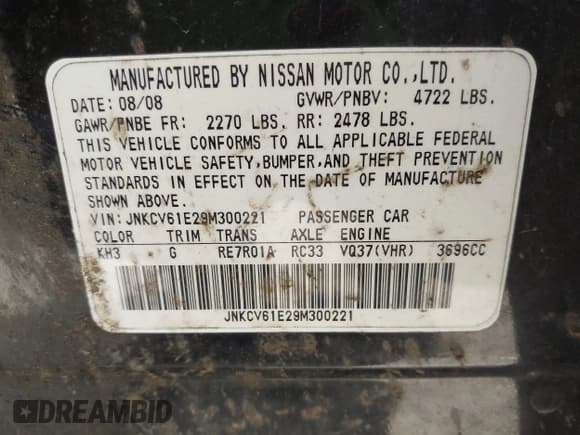 MANUFACTURED BY NISSAN MOTOR CO.,LTD.
DATE: 08/08 GVWR/PNBV: 4722 LBS.
GAWR/PNBE FR: 2270 LBS. RR: 2478 LBS.
THIS VEHICLE CONFORMS TO ALL APPLICABLE FEDERAL
MOTOR VEHICLE SAFETY,BUMPER,AND THEFT PREVENTION
STANDARDS IN EFFECT ON THE DATE OF MANUFACTURE
SHOWN ABOVE.
VIN: JNKCV61E29M300221 PASSENGER CAR
COLOR TRIM TRANS AXLE ENGINE
KH3 G RE7R01A RC33 VQ37(VHR) 3696CC
JNKCV61E29M300221
DREAMBID